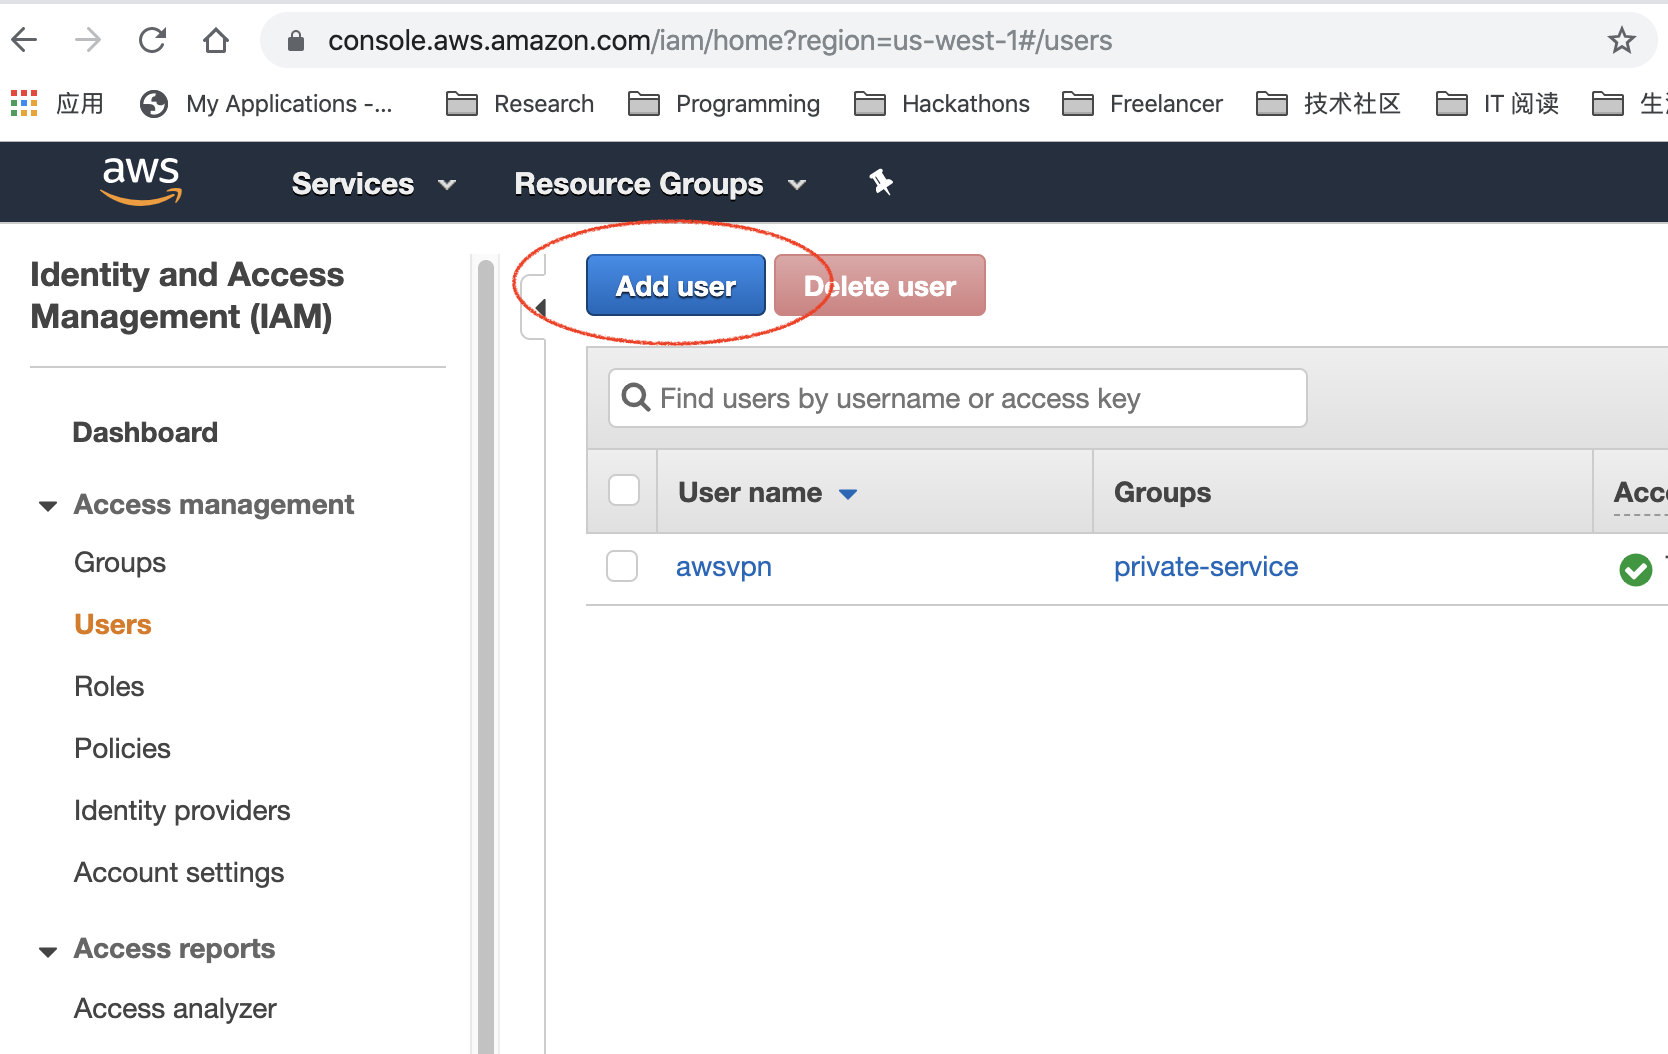 console.aws.amazon.com/iam/home?region=us-west-1#/users
应用 My Applications -... Research Programming Hackathons Freelancer 技术社区 IT 阅读
aws Services Resource Groups
Identity and Access
Management (IAM)
Dashboard
Access management
Groups
Users
Roles
Policies
Identity providers
Account settings
Access reports
Access analyzer
Add user Delete user
Find users by username or access key
User name Groups Acce
awsvpn private-service